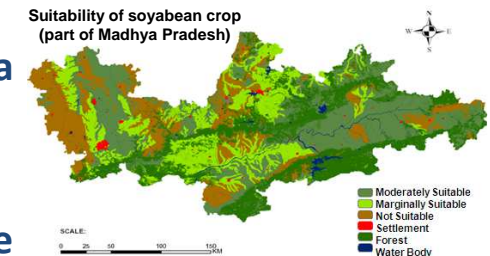 Suitability of soyabean crop
(part of Madhya Pradesh)
a
N
W
E
S
e
Moderately Suitable
Marginally Suitable
Not Suitable
Settlement
Forest
Water Body
SCALE:
0 25 50 100 150
KM